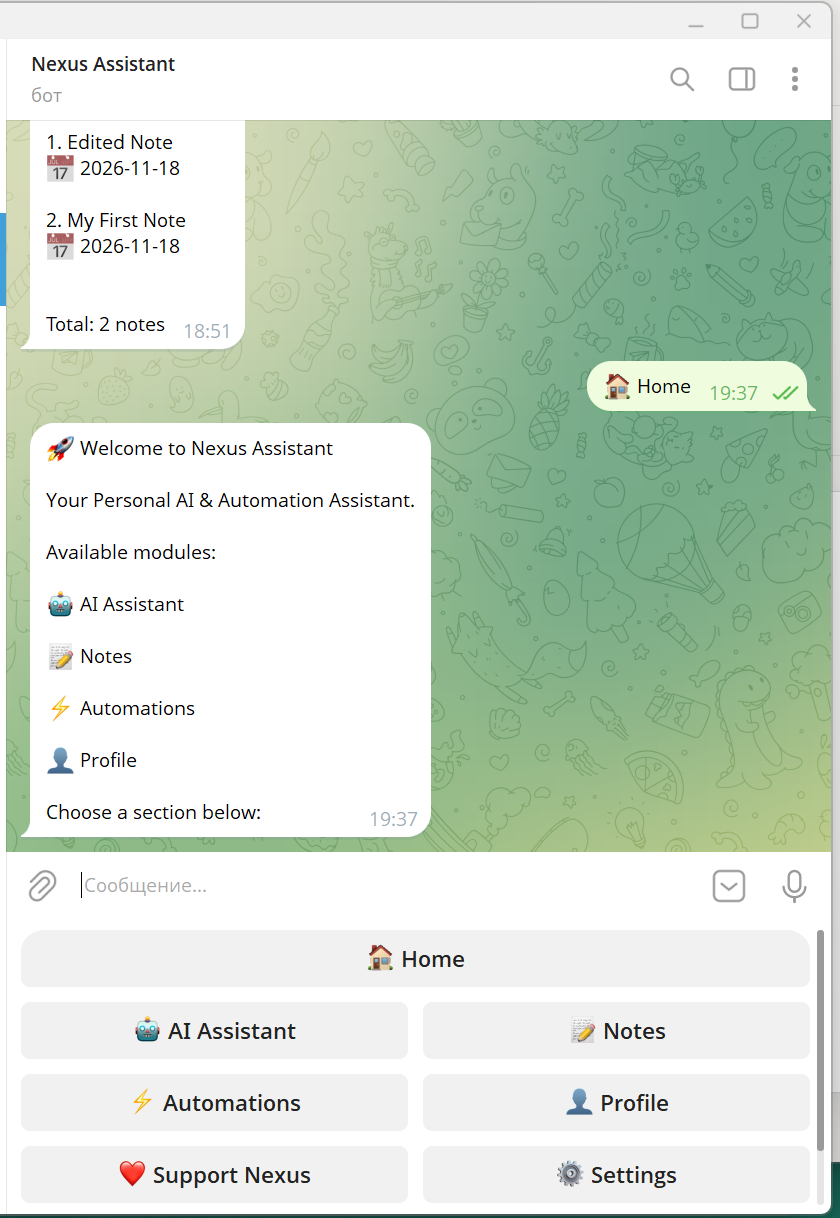 Nexus Assistant
бот
1. Edited Note
📅 2026-11-18
2. My First Note
📅 2026-11-18
Total: 2 notes 18:51
🏠 Home 19:37
🚀 Welcome to Nexus Assistant
Your Personal AI & Automation Assistant.
Available modules:
🤖 AI Assistant
📝 Notes
⚡ Automations
👤 Profile
Choose a section below: 19:37
Сообщение...
🏠 Home
🤖 AI Assistant
📝 Notes
⚡ Automations
👤 Profile
❤️ Support Nexus
⚙️ Settings